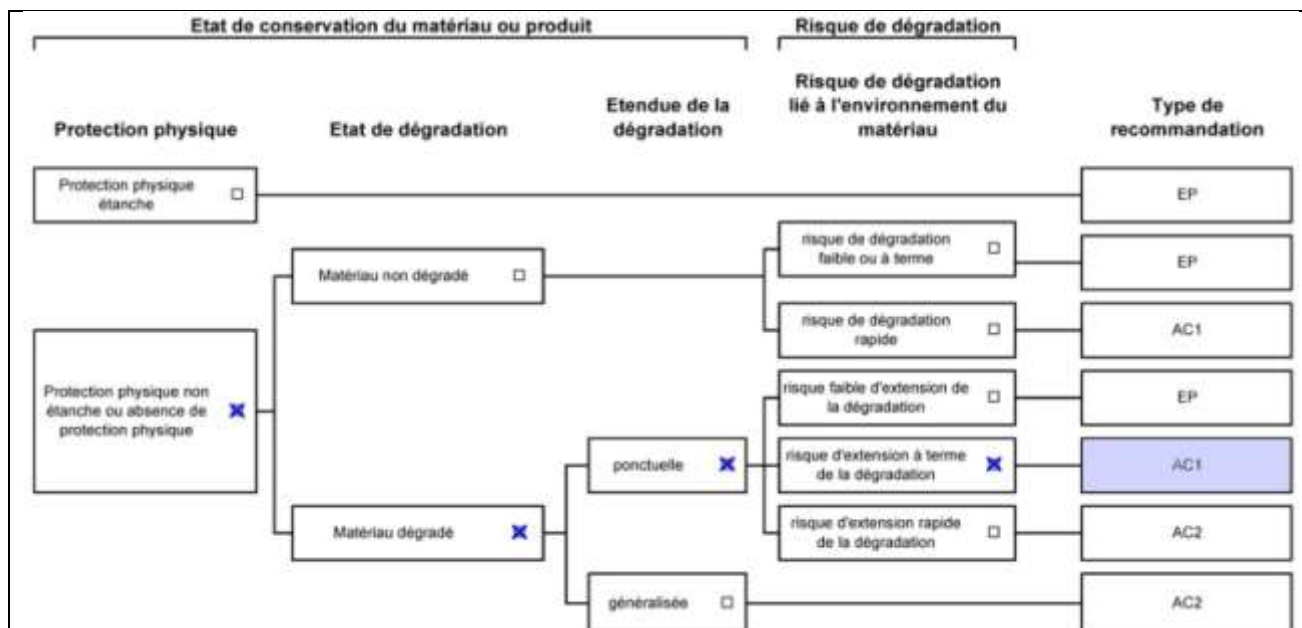 Etat de conservation du matériau ou produit
Risque de dégradation
Protection physique
Etat de dégradation
Etendue de la
dégradation
Risque de dégradation
lié à l'environnement du
matériau
Type de
recommandation
Protection physique
étanche
EP
Matériau non dégradé
risque de dégradation
faible ou à terme
EP
risque de dégradation
rapide
AC1
Protection physique non
étanche ou absence de
protection physique
risque faible d'extension de
la dégradation
EP
ponctuelle
risque d'extension à terme
de la dégradation
AC1
Matériau dégradé
risque d'extension rapide
de la dégradation
AC2
généralisée
AC2